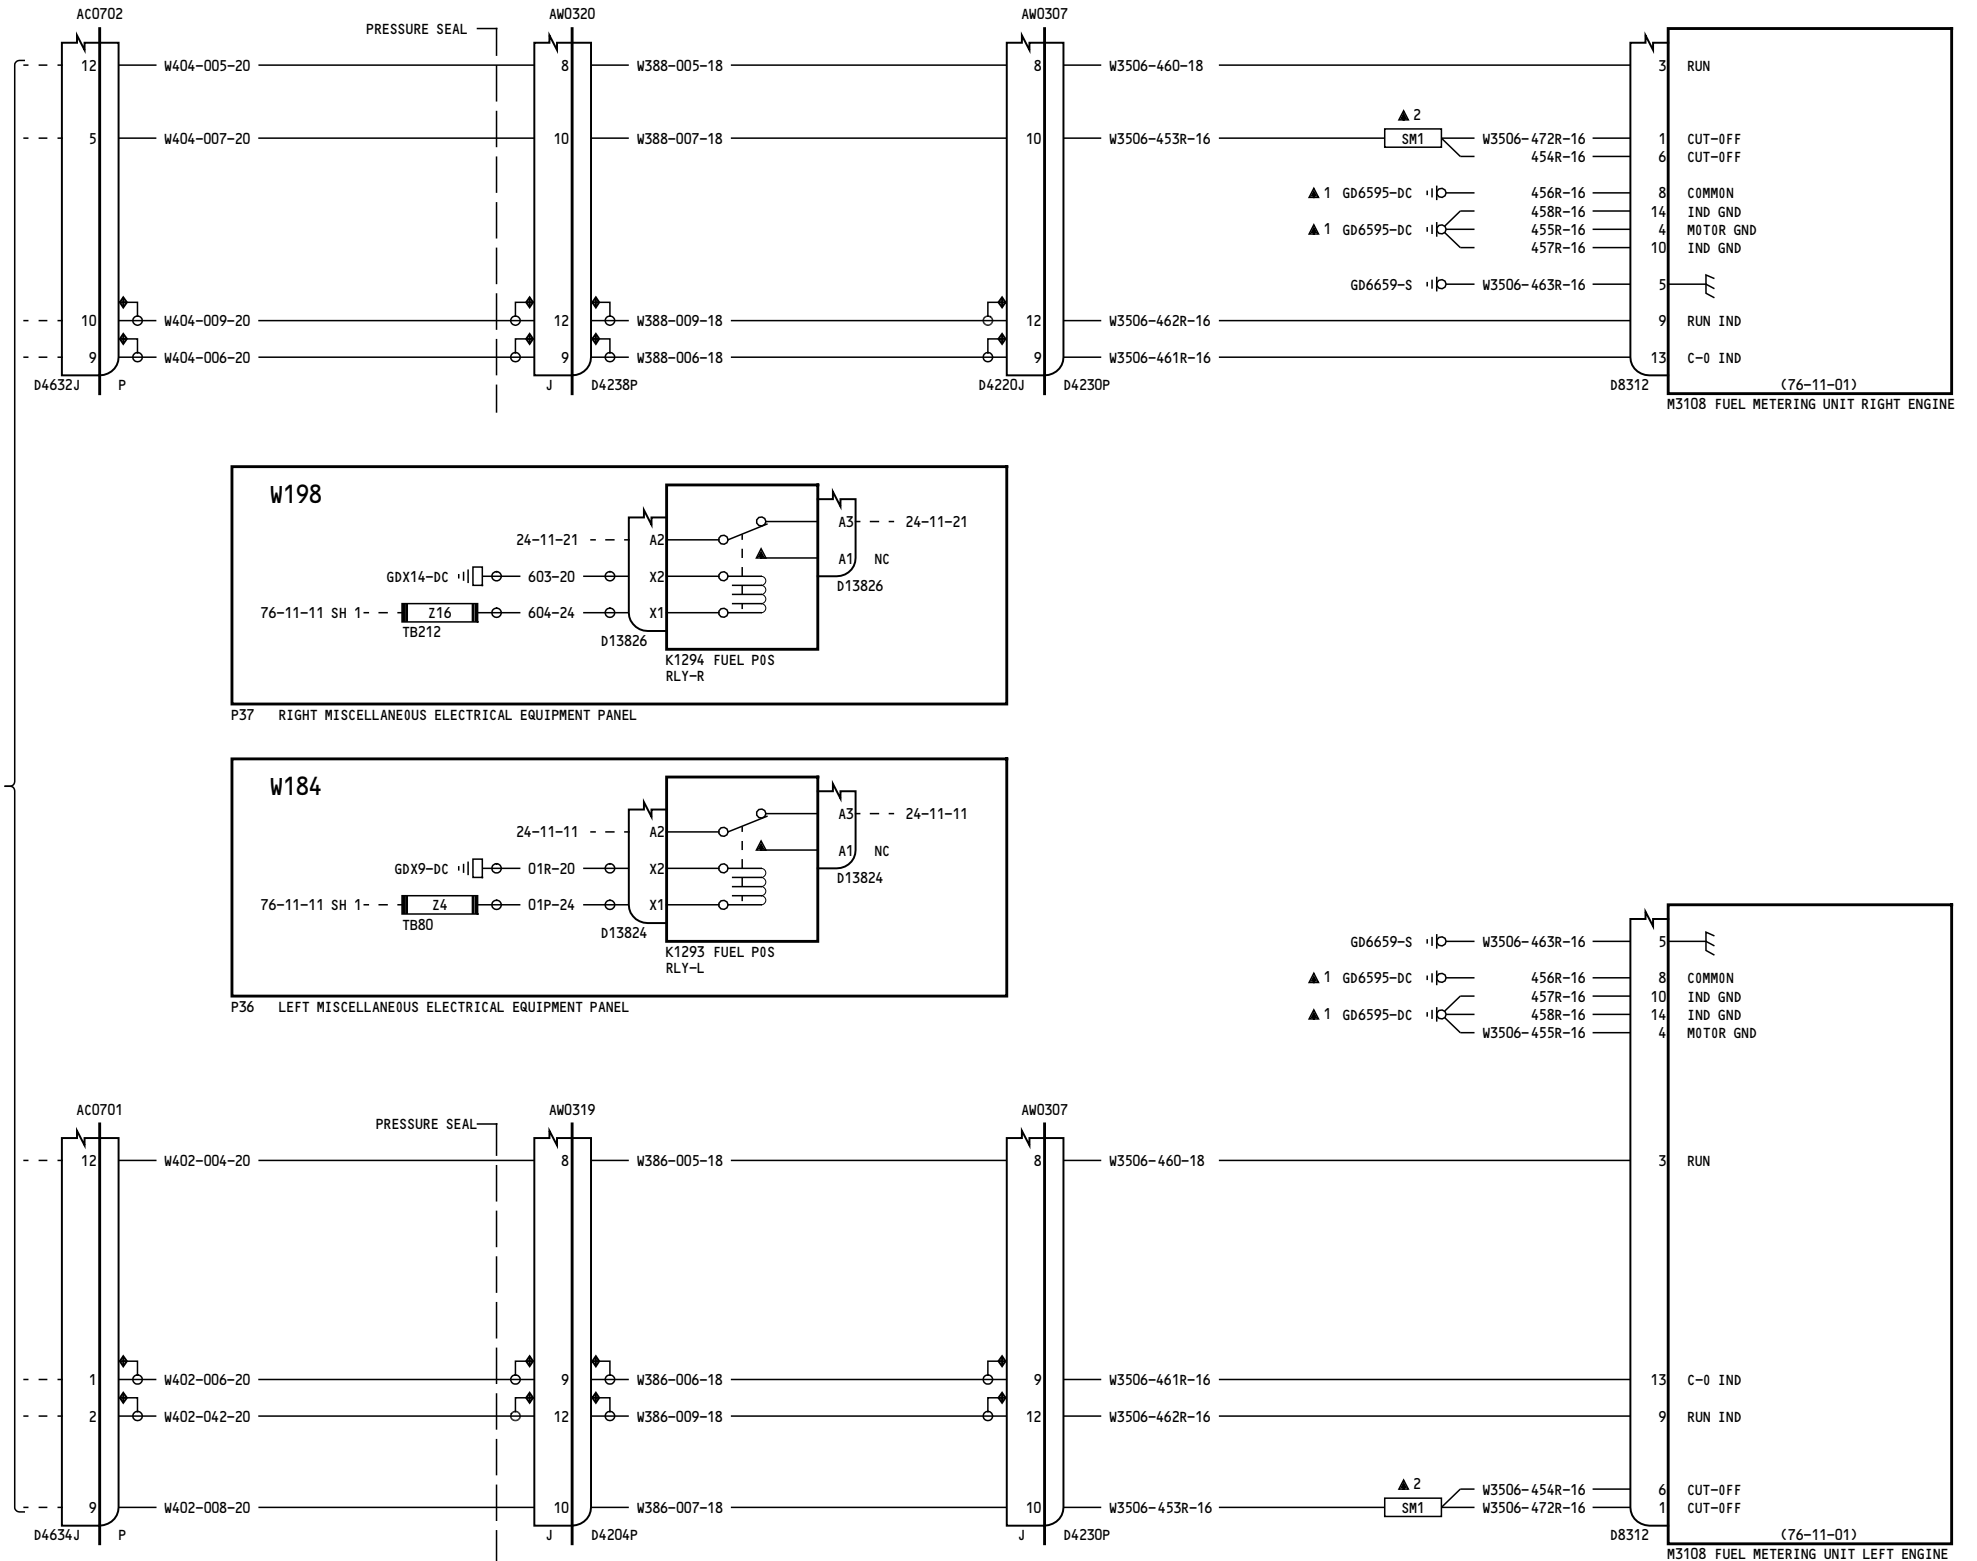 AC0702 AW0320 AW0307
PRESSURE SEAL
12 W404-005-20 8 W388-005-18 8 W3506-460-18 3 RUN
2
5 W404-007-20 10 W388-007-18 10 W3506-453R-16 SM1 W3506-472R-16 1 CUT-OFF
454R-16 6 CUT-OFF
1 GD6595-DC 456R-16 8 COMMON
458R-16 14 IND GND
1 GD6595-DC 455R-16 4 MOTOR GND
457R-16 10 IND GND
GD6659-S W3506-463R-16 5
10 W404-009-20 12 W388-009-18 12 W3506-462R-16 9 RUN IND
9 W404-006-20 9 W388-006-18 9 W3506-461R-16 13 C-O IND
D4632J P J D4238P D4220J D4230P D8312 (76-11-01)
M3108 FUEL METERING UNIT RIGHT ENGINE
W198
A3 24-11-21
24-11-21 A2
A1 NC
GDX14-DC 603-20 X2
D13826
76-11-11 SH 1 Z16 604-24 X1
TB212
D13826
K1294 FUEL POS
RLY-R
P37 RIGHT MISCELLANEOUS ELECTRICAL EQUIPMENT PANEL
W184
A3 24-11-11
24-11-11 A2
A1 NC
GDX9-DC 01R-20 X2
D13824
76-11-11 SH 1 Z4 01P-24 X1
TB80
D13824
K1293 FUEL POS
RLY-L
P36 LEFT MISCELLANEOUS ELECTRICAL EQUIPMENT PANEL
GD6659-S W3506-463R-16 5
1 GD6595-DC 456R-16 8 COMMON
457R-16 10 IND GND
1 GD6595-DC 458R-16 14 IND GND
W3506-455R-16 4 MOTOR GND
AC0701 AW0319 AW0307
PRESSURE SEAL
12 W402-004-20 8 W386-005-18 8 W3506-460-18 3 RUN
1 W402-006-20 9 W386-006-18 9 W3506-461R-16 13 C-O IND
2 W402-042-20 12 W386-009-18 12 W3506-462R-16 9 RUN IND
2
W3506-454R-16 6 CUT-OFF
9 W402-008-20 10 W386-007-18 10 W3506-453R-16 SM1 W3506-472R-16 1 CUT-OFF
D4634J P J D4204P J D4230P D8312 (76-11-01)
M3108 FUEL METERING UNIT LEFT ENGINE